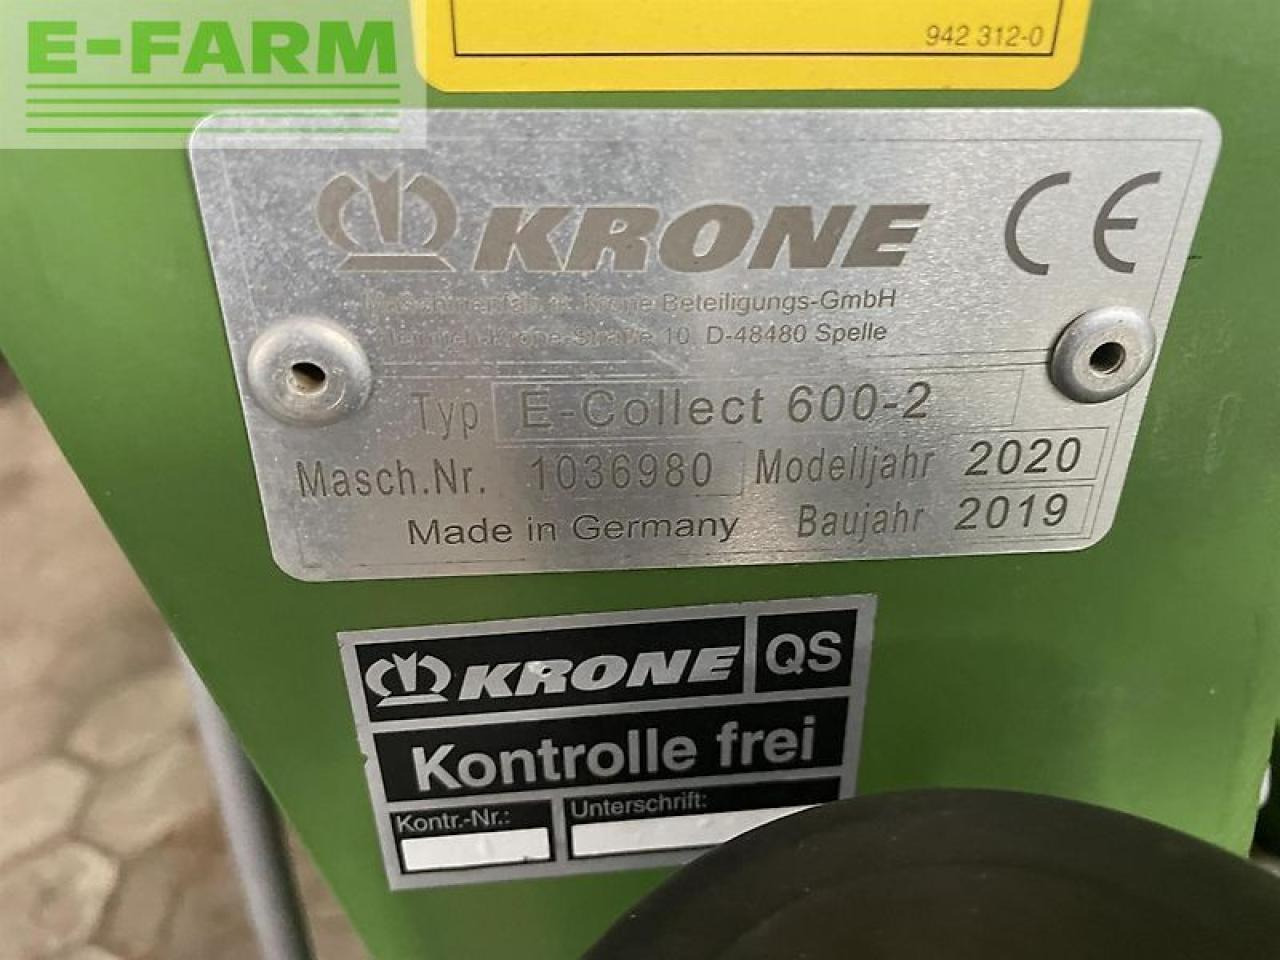 E-FARM
942 312-0
KRONE CE
Maschinenfabrik Krone Beteiligungs-GmbH
Heinrich-Krone-Straße 10 D-48480 Spelle
Typ E-Collect 600-2
Masch.Nr. 1036980 Modelljahr 2020
Made in Germany Baujahr 2019
KRONE QS
Kontrolle frei
Kontr.-Nr.: Unterschrift: